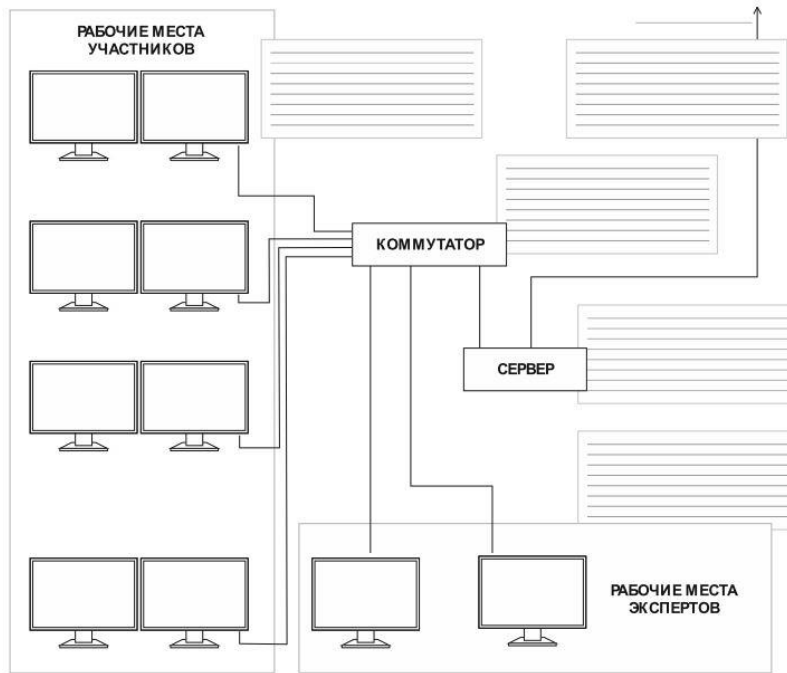 РАБОЧИЕ МЕСТА
УЧАСТНИКОВ
КОММУТАТОР
СЕРВЕР
РАБОЧИЕ МЕСТА
ЭКСПЕРТОВ